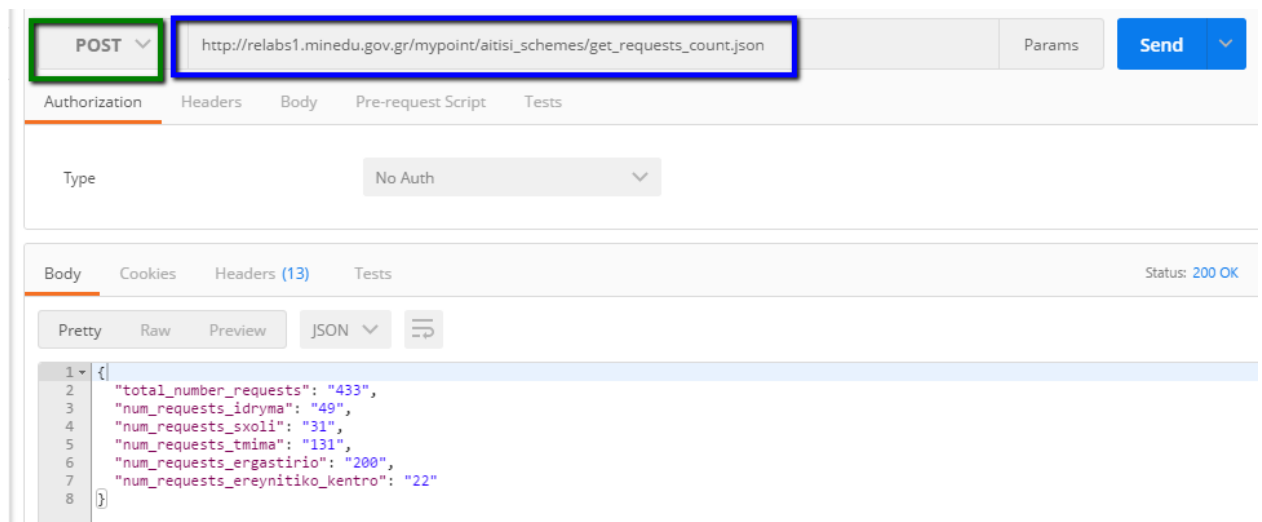 POST http://relabs1.minedu.gov.gr/mypoint/aitisi_schemes/get_requests_count.json Params Send
Authorization Headers Body Pre-request Script Tests
Type No Auth
Body Cookies Headers (13) Tests Status: 200 OK
Pretty Raw Preview JSON
1 {
2 "total_number_requests": "433",
3 "num_requests_idryma": "49",
4 "num_requests_sxoli": "31",
5 "num_requests_tmima": "131",
6 "num_requests_ergastirio": "200",
7 "num_requests_ereynitiko_kentro": "22"
8 }